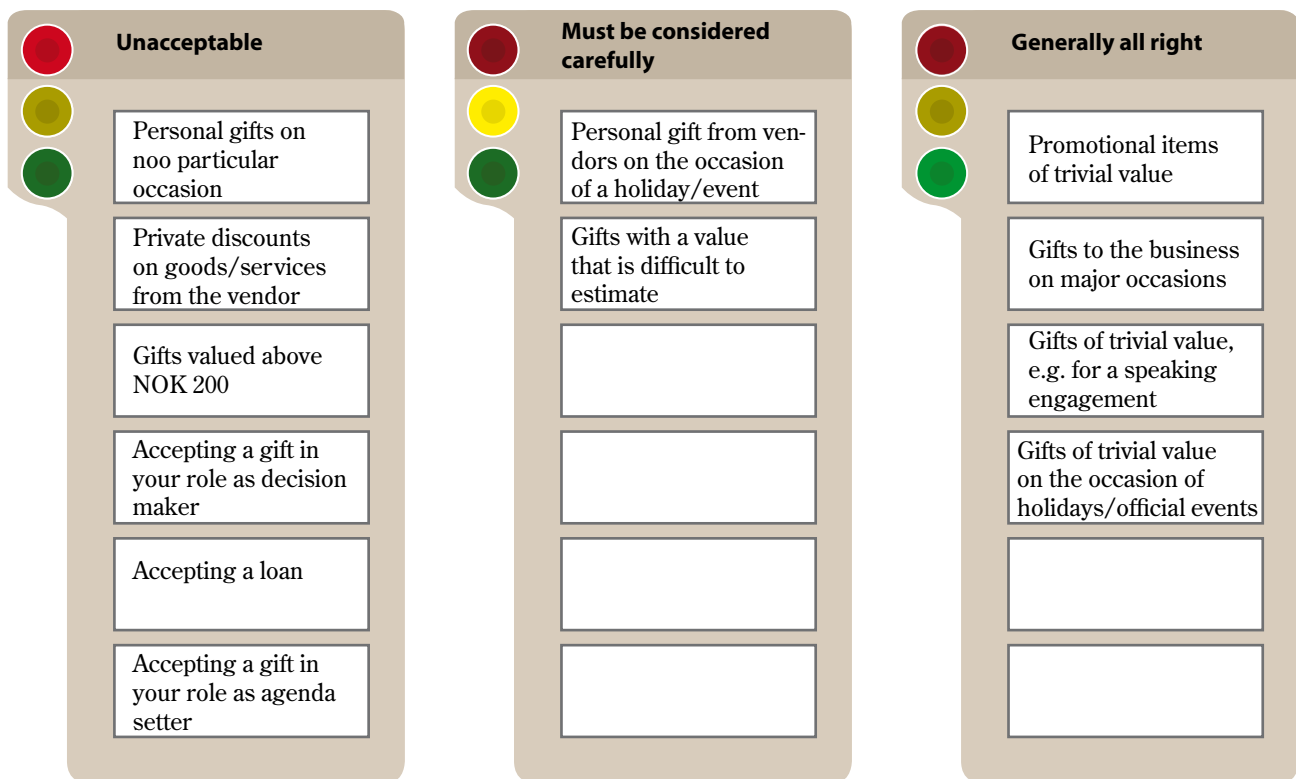 Unacceptable
Personal gifts on
noo particular
occasion
Private discounts
on goods/services
from the vendor
Gifts valued above
NOK 200
Accepting a gift in
your role as decision
maker
Accepting a loan
Accepting a gift in
your role as agenda
setter
Must be considered
carefully
Personal gift from ven-
dors on the occasion
of a holiday/event
Gifts with a value
that is difficult to
estimate
Generally all right
Promotional items
of trivial value
Gifts to the business
on major occasions
Gifts of trivial value,
e.g. for a speaking
engagement
Gifts of trivial value
on the occasion of
holidays/official events